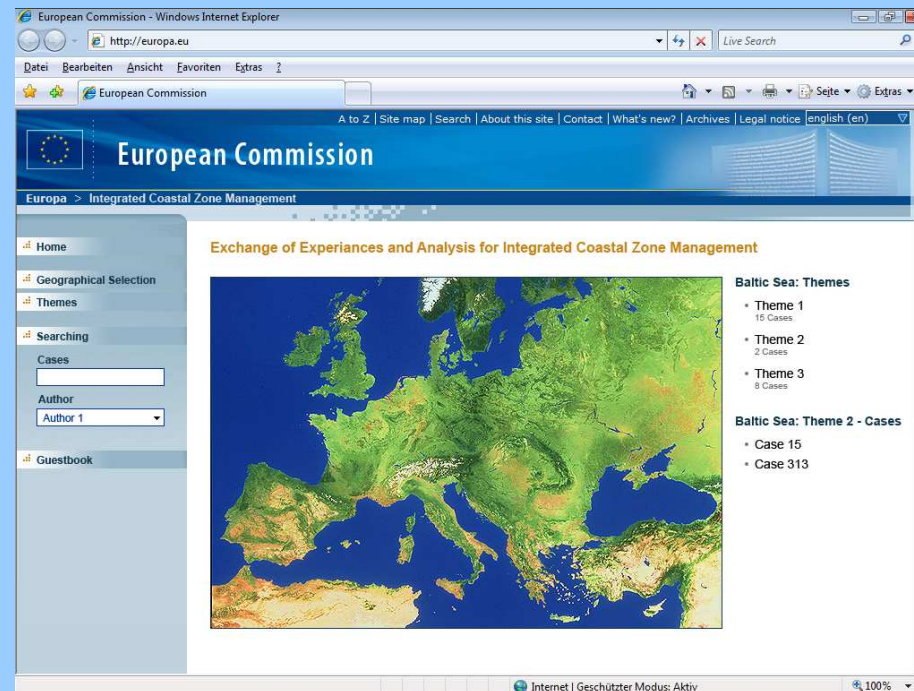 European Commission - Windows Internet Explorer
http://europa.eu
Live Search
Datei Bearbeiten Ansicht Favoriten Extras ?
European Commission
Seite Extras
A to Z | Site map | Search | About this site | Contact | What's new? | Archives | Legal notice english (en)
European Commission
Europa > Integrated Coastal Zone Management
Home
Exchange of Experiances and Analysis for Integrated Coastal Zone Management
Geographical Selection
Themes
Searching
Cases
Author
Author 1
Guestbook
Baltic Sea: Themes
Theme 1
15 Cases
Theme 2
2 Cases
Theme 3
8 Cases
Baltic Sea: Theme 2 - Cases
Case 15
Case 313
Internet | Geschützter Modus: Aktiv 100%